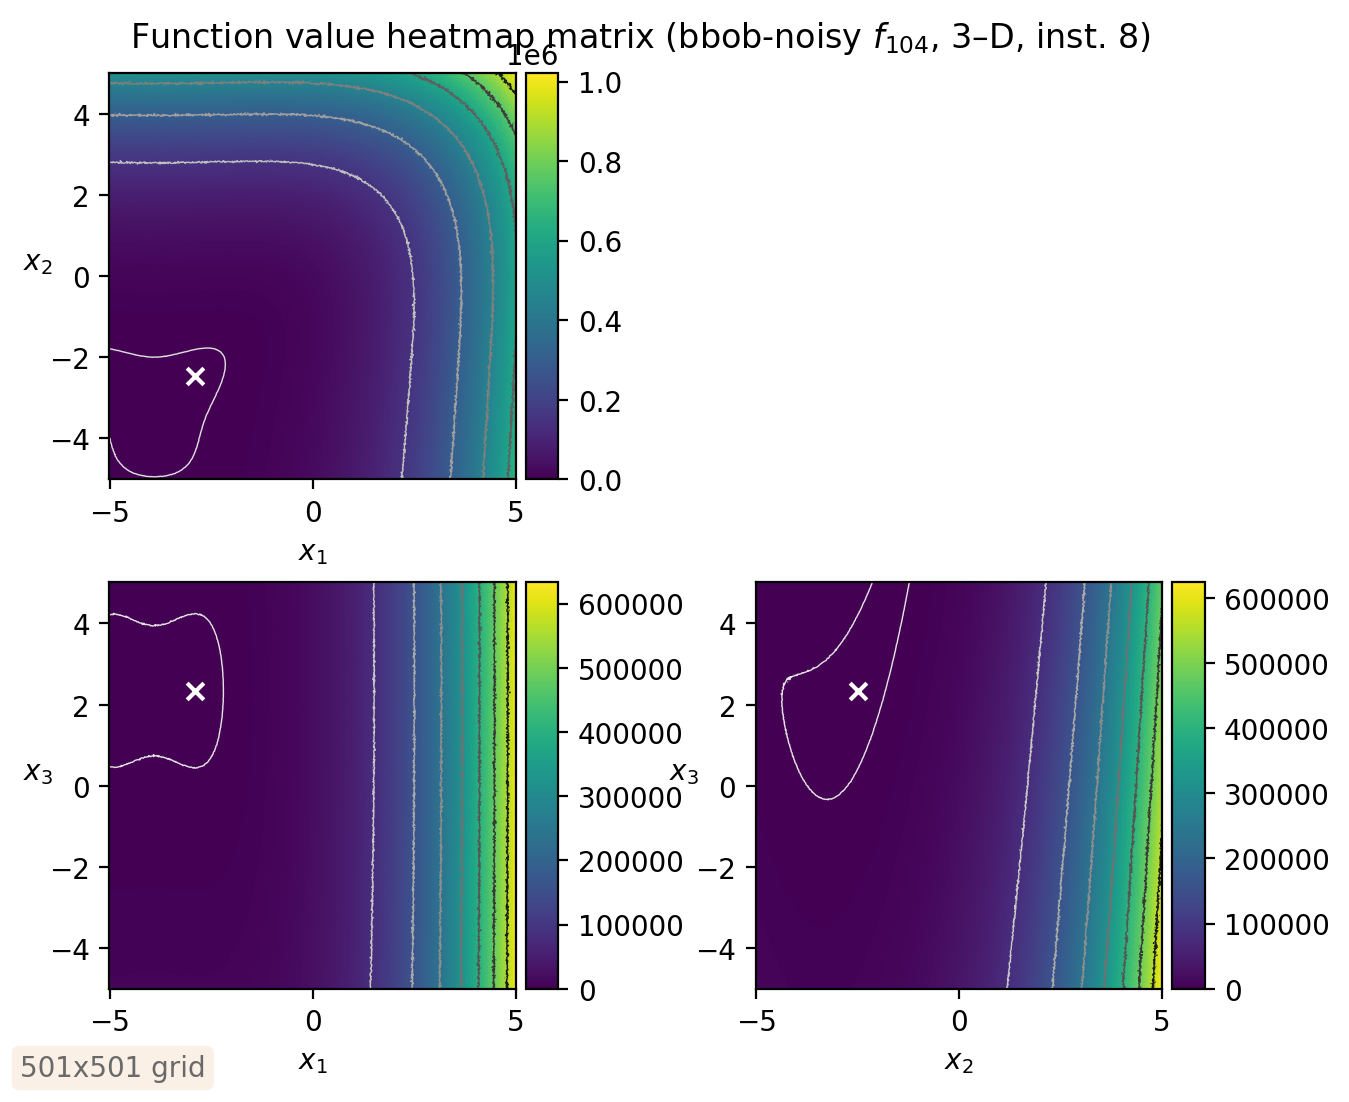 Function value heatmap matrix (bbob-noisy f₁₀₄, 3–D, inst. 8)
1e6
1.0
0.8
0.6
0.4
0.2
0.0
4
2
0
−2
−4
x₂
−5 0 5
x₁
4
2
0
−2
−4
x₃
−5 0 5
x₁
600000
500000
400000
300000
200000
100000
0
4
2
0
−2
−4
x₃
−5 0 5
x₂
600000
500000
400000
300000
200000
100000
0
501x501 grid